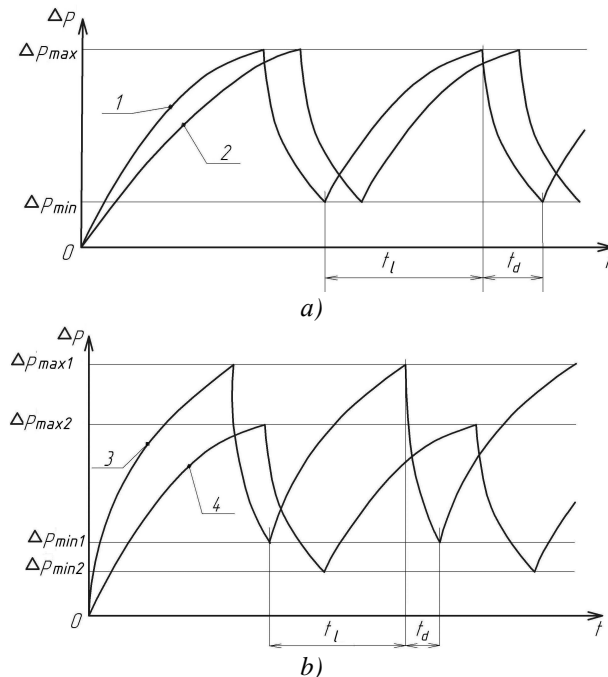 Δp
Δpmax
1
2
Δpmin
0
tl
td
a)
Δp
Δpmax1
Δpmax2
3
4
Δpmin1
Δpmin2
0
tl
td
t
b)